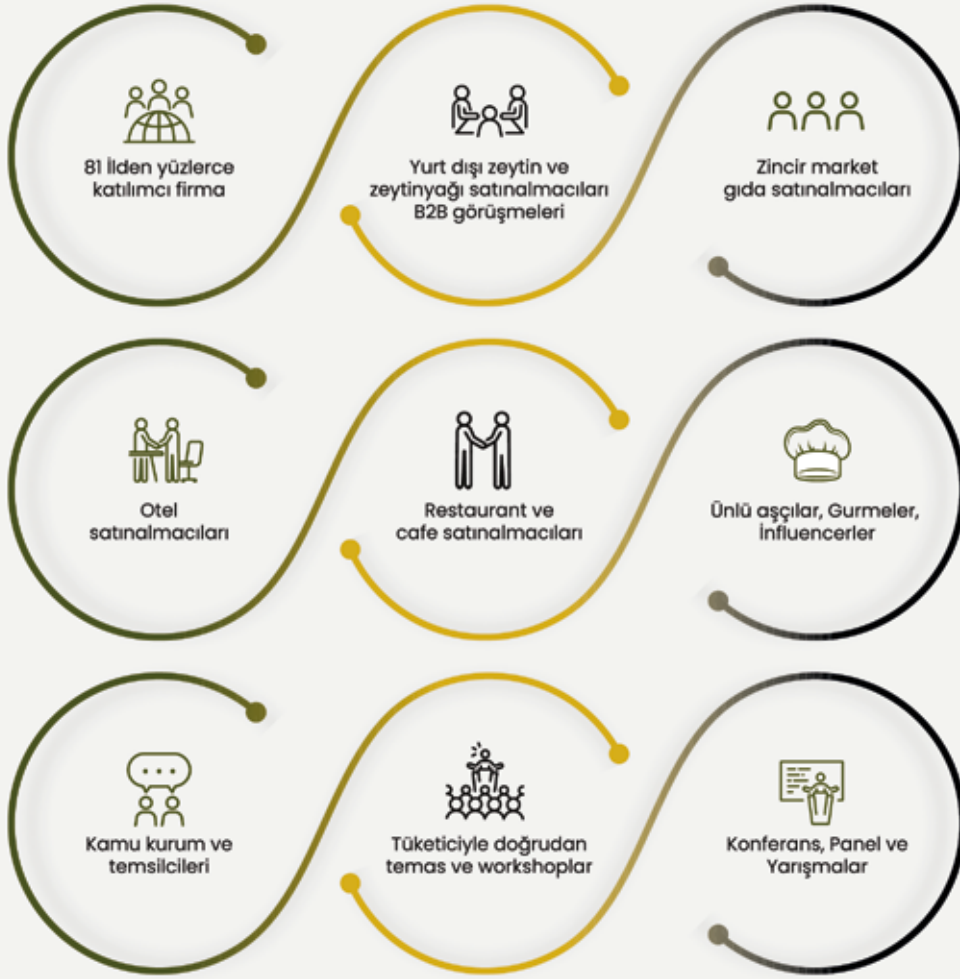 81 İlden yüzlerce
katılımcı firma
Yurt dışı zeytin ve
zeytinyağı satınalmacıları
B2B görüşmeleri
Zincir market
gıda satınalmacıları
Otel
satınalmacıları
Restaurant ve
cafe satınalmacıları
Ünlü aşçılar, Gurmeler,
İnfluencerler
Kamu kurum ve
temsilcileri
Tüketiciyle doğrudan
temas ve workshoplar
Konferans, Panel ve
Yarışmalar